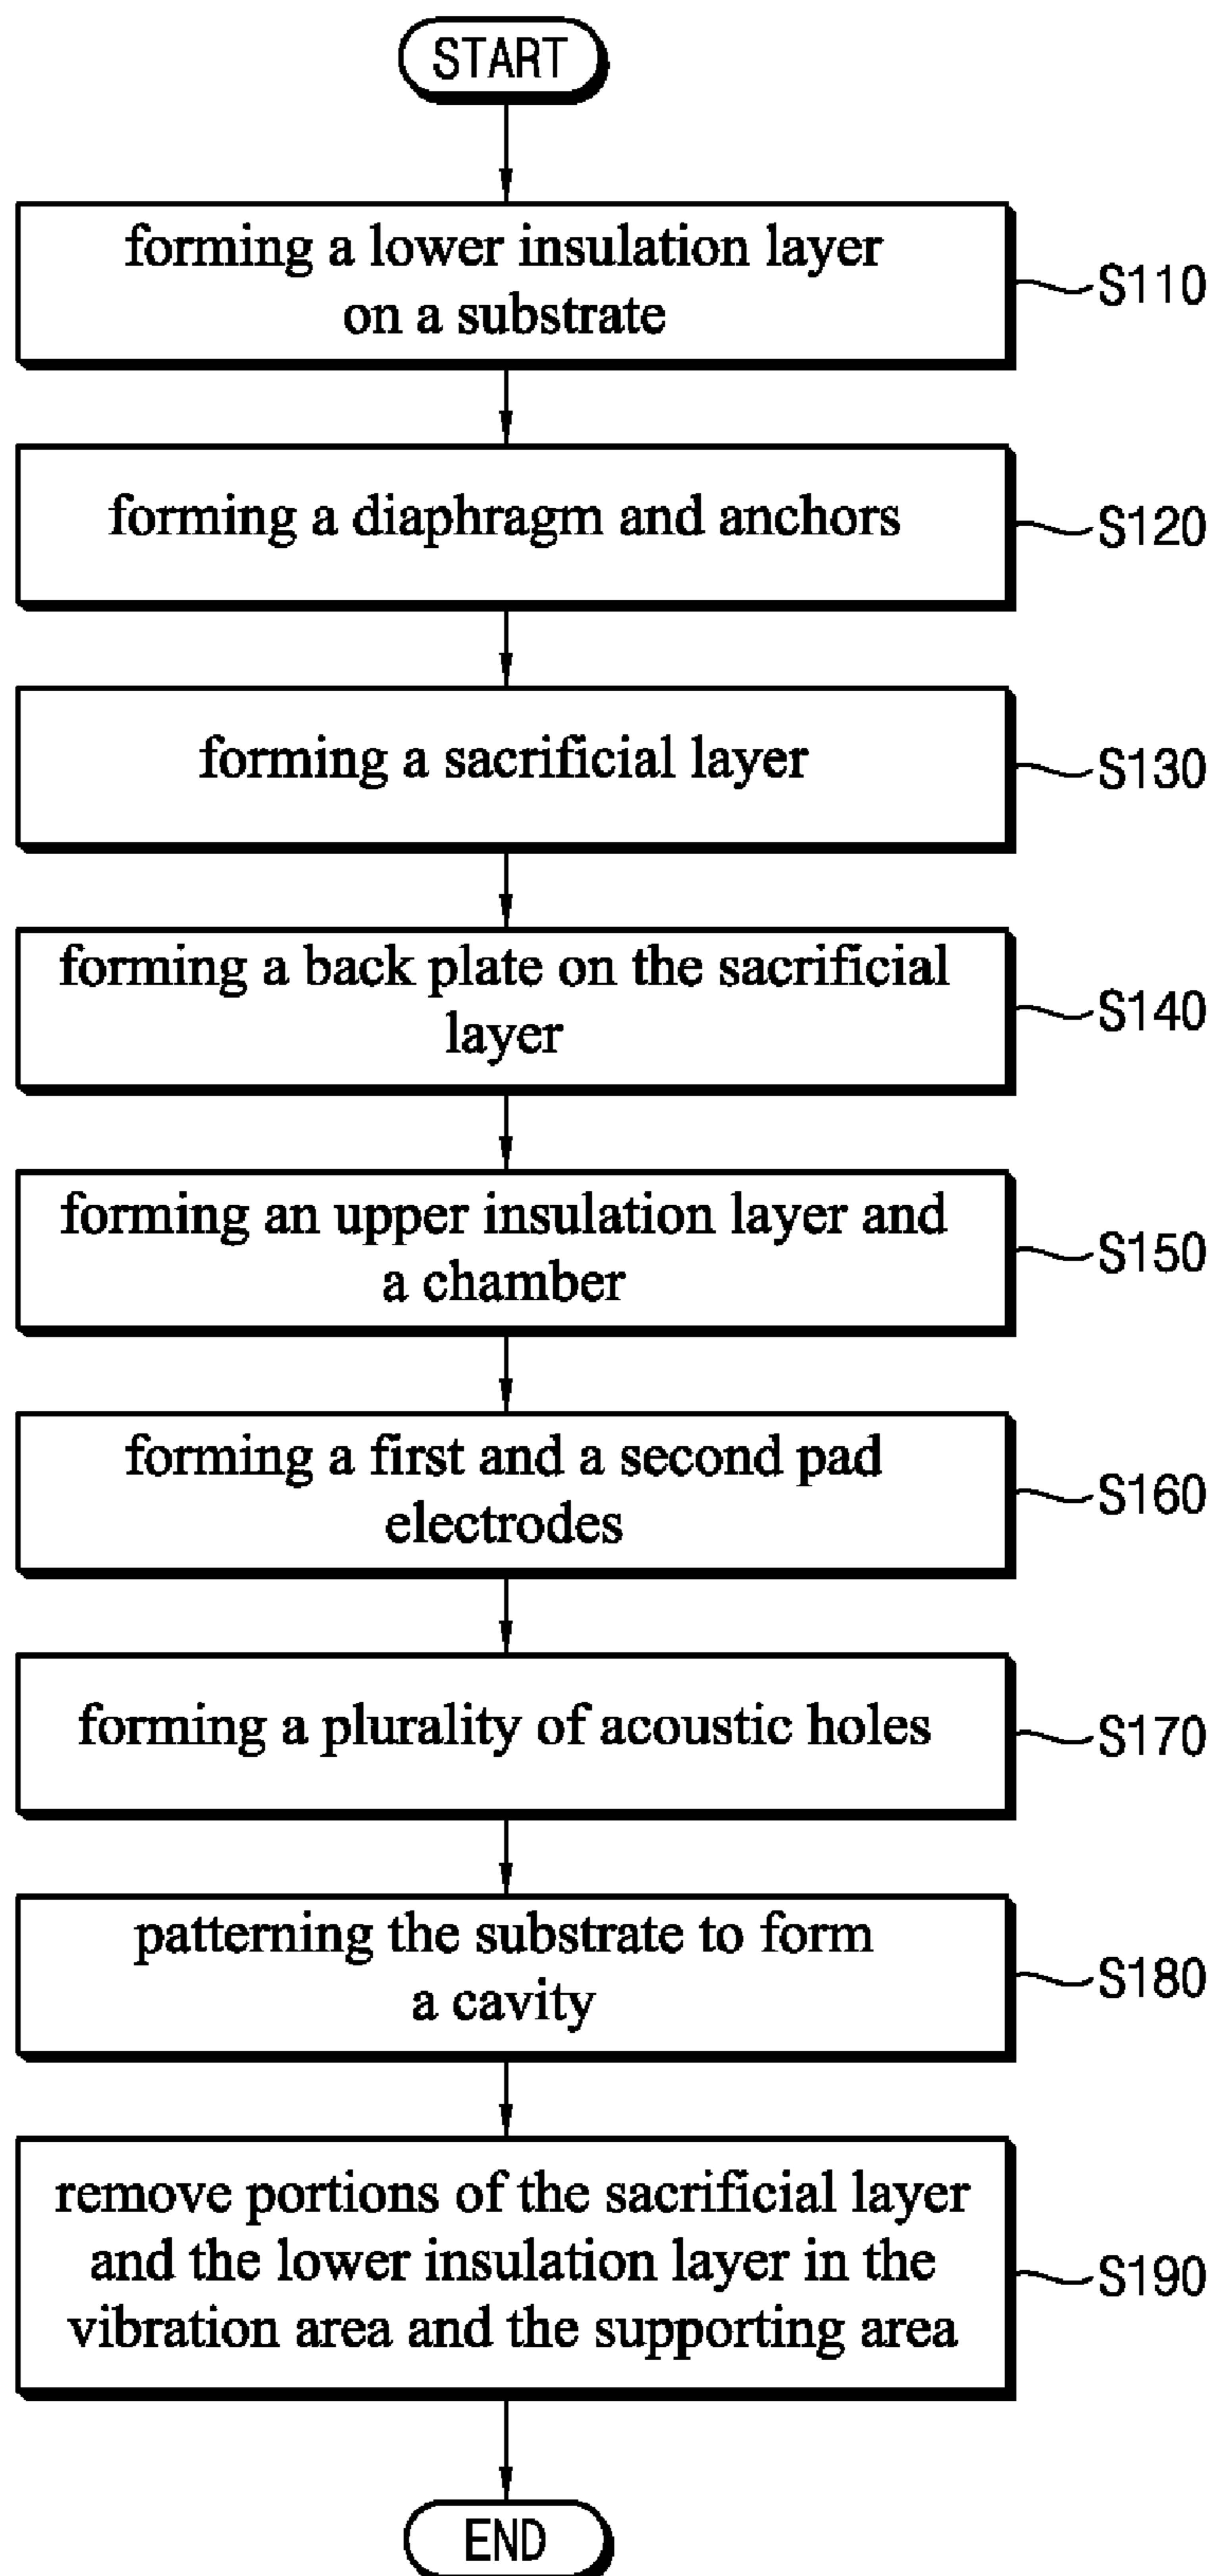 START
forming a lower insulation layer
on a substrate
S110
forming a diaphragm and anchors
S120
forming a sacrificial layer
S130
forming a back plate on the sacrificial
layer
S140
forming an upper insulation layer and
a chamber
S150
forming a first and a second pad
electrodes
S160
forming a plurality of acoustic holes
S170
patterning the substrate to form
a cavity
S180
remove portions of the sacrificial layer
and the lower insulation layer in the
vibration area and the supporting area
S190
END